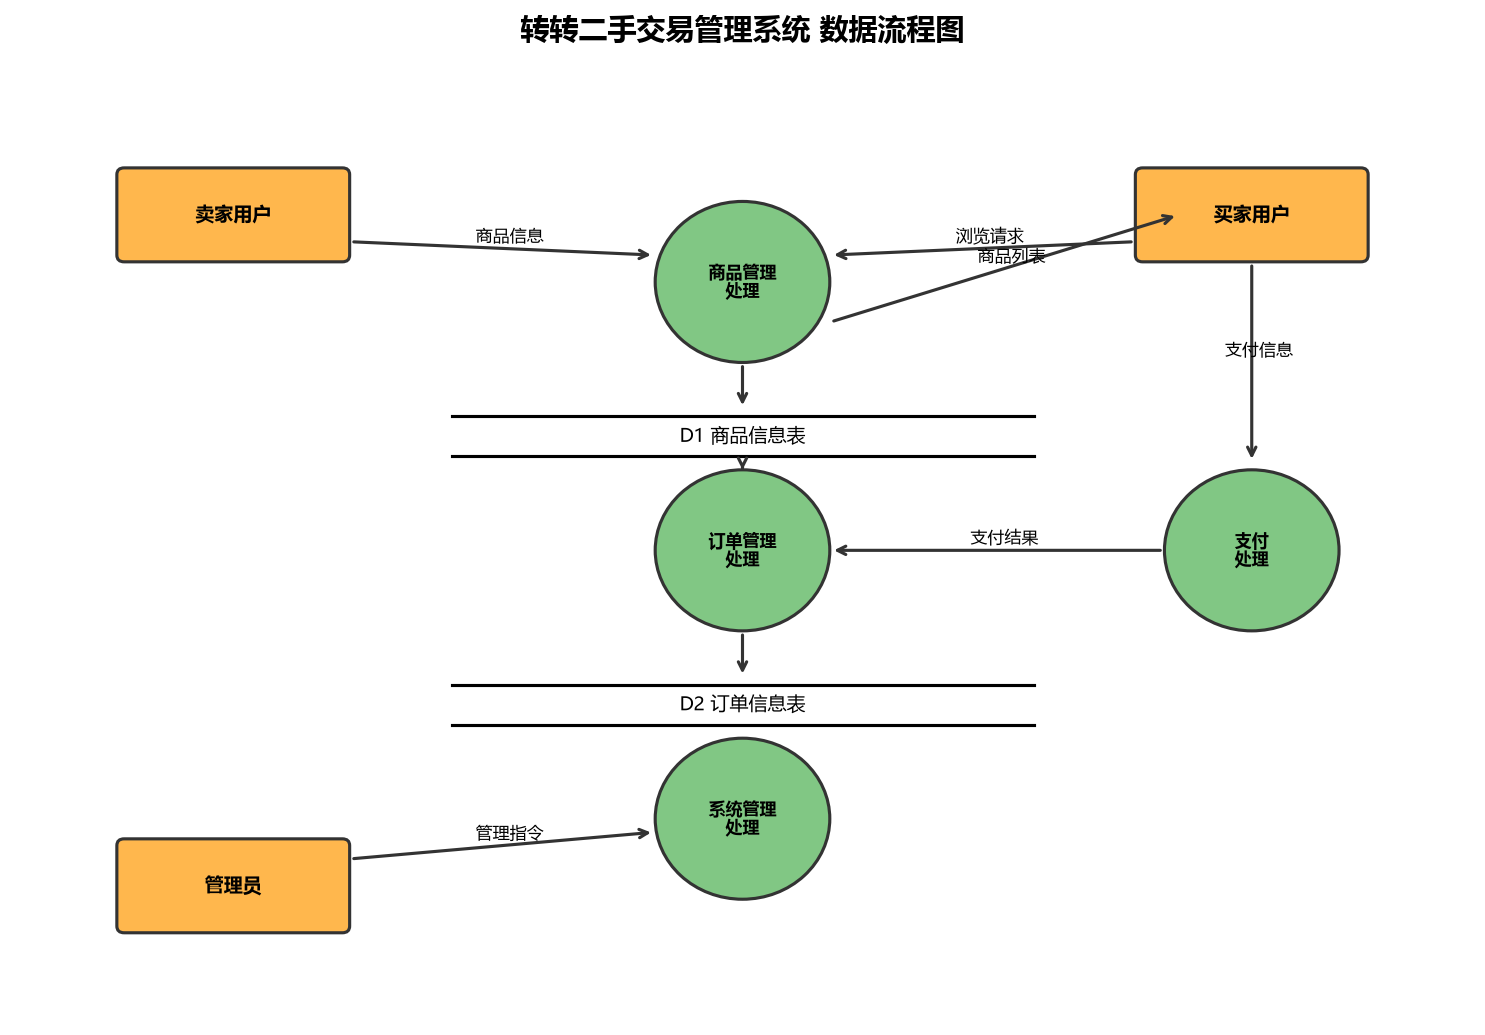 转转二手交易管理系统 数据流程图
卖家用户
买家用户
商品信息
浏览请求
商品列表
商品管理
处理
支付信息
D1 商品信息表
订单管理
处理
支付结果
支付
处理
D2 订单信息表
系统管理
处理
管理指令
管理员